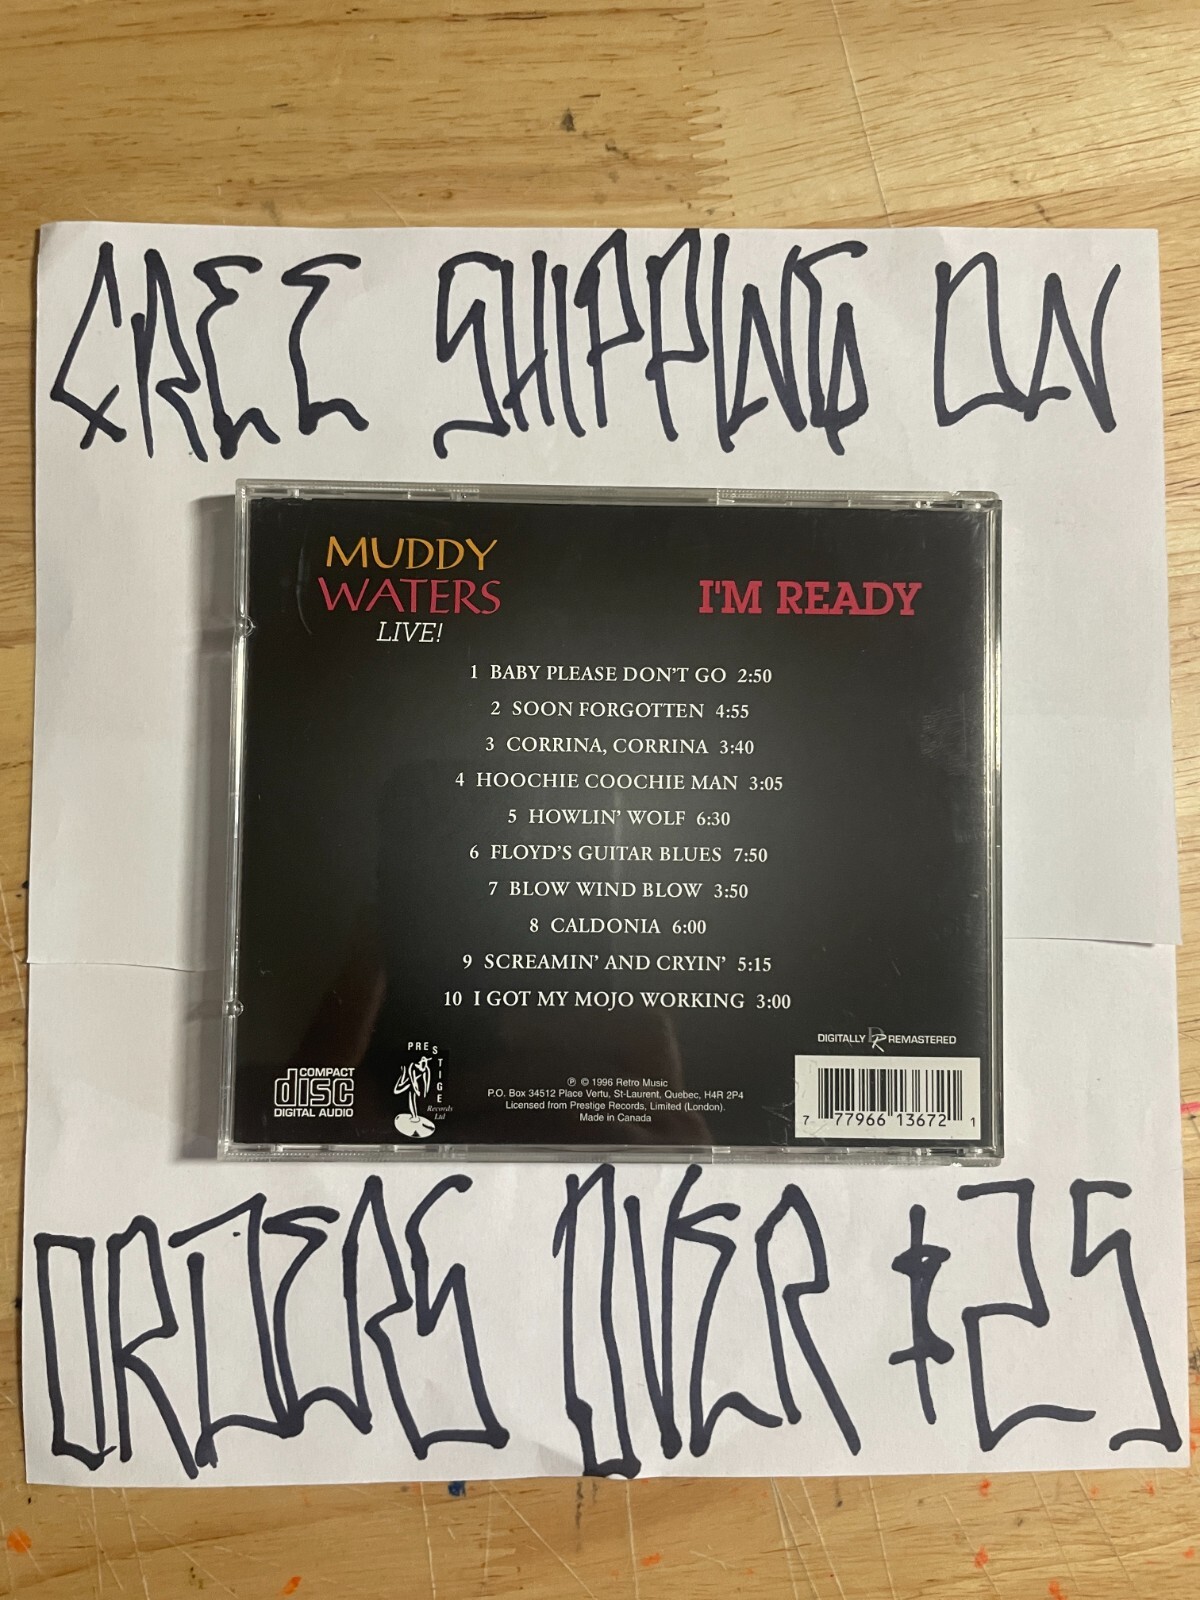 FREE SHIPPING ON
MUDDY
WATERS
LIVE!
I'M READY
1 BABY PLEASE DON'T GO 2:50
2 SOON FORGOTTEN 4:55
3 CORRINA, CORRINA 3:40
4 HOOCHIE COOCHIE MAN 3:05
5 HOWLIN' WOLF 6:30
6 FLOYD'S GUITAR BLUES 7:50
7 BLOW WIND BLOW 3:50
8 CALDONIA 6:00
9 SCREAMIN' AND CRYIN' 5:15
10 I GOT MY MOJO WORKING 3:00
COMPACT
disc
DIGITAL AUDIO
PRESTIGE
Records
Ltd
℗ © 1996 Retro Music
P.O. Box 34512 Place Vertu, St-Laurent, Quebec, H4R 2P4
Licensed from Prestige Records, Limited (London).
Made in Canada
DIGITALLY DR REMASTERED
7 77966 13672 1
ORDERS OVER $25